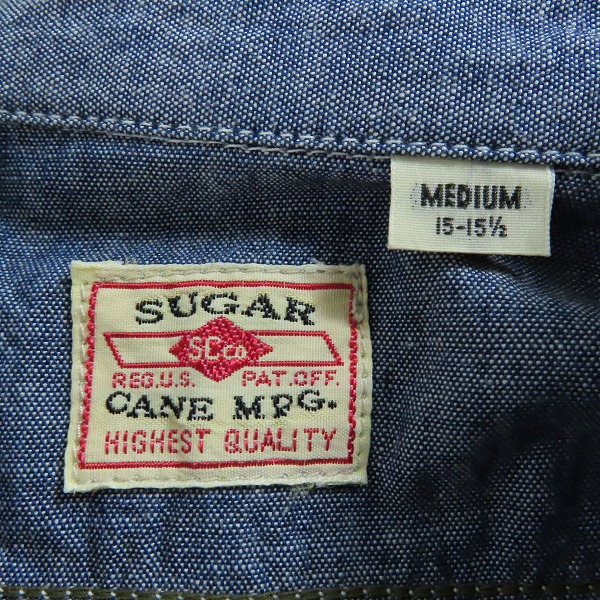 MEDIUM
15-15½
SUGAR
SCCo
REG.U.S. PAT.OFF.
CANE MFG.
HIGHEST QUALITY